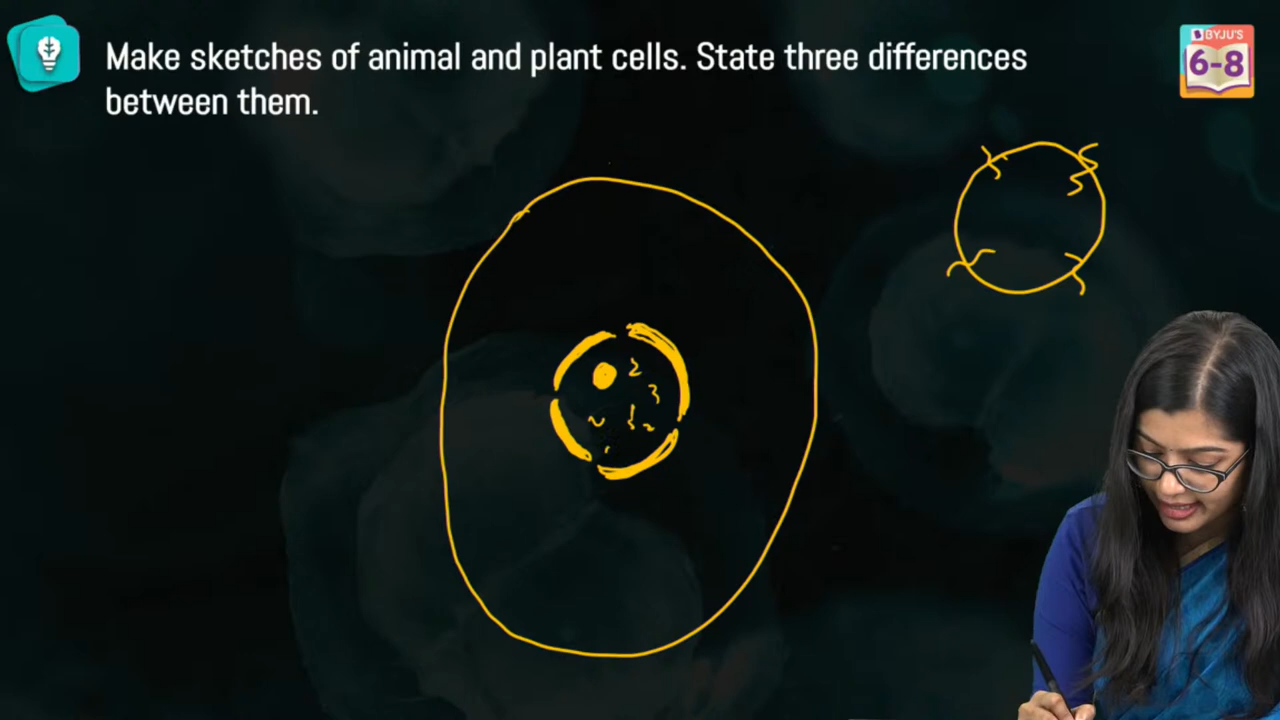 Make sketches of animal and plant cells. State three differences
between them.
BYJU'S
6-8